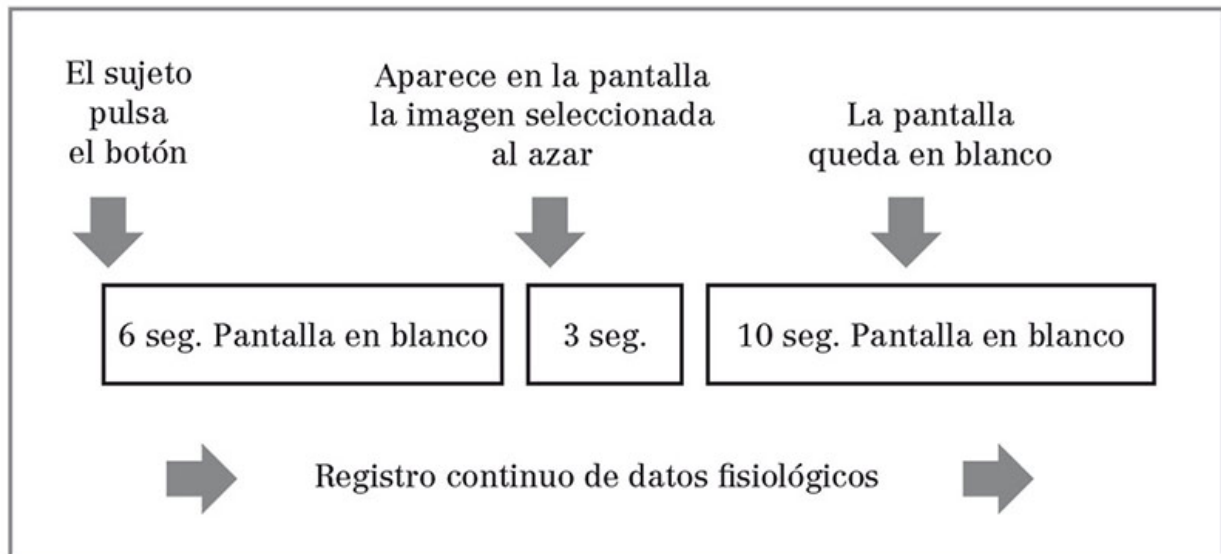 El sujeto
pulsa
el botón
Aparece en la pantalla
la imagen seleccionada
al azar
La pantalla
queda en blanco
6 seg. Pantalla en blanco
3 seg.
10 seg. Pantalla en blanco
Registro continuo de datos fisiológicos